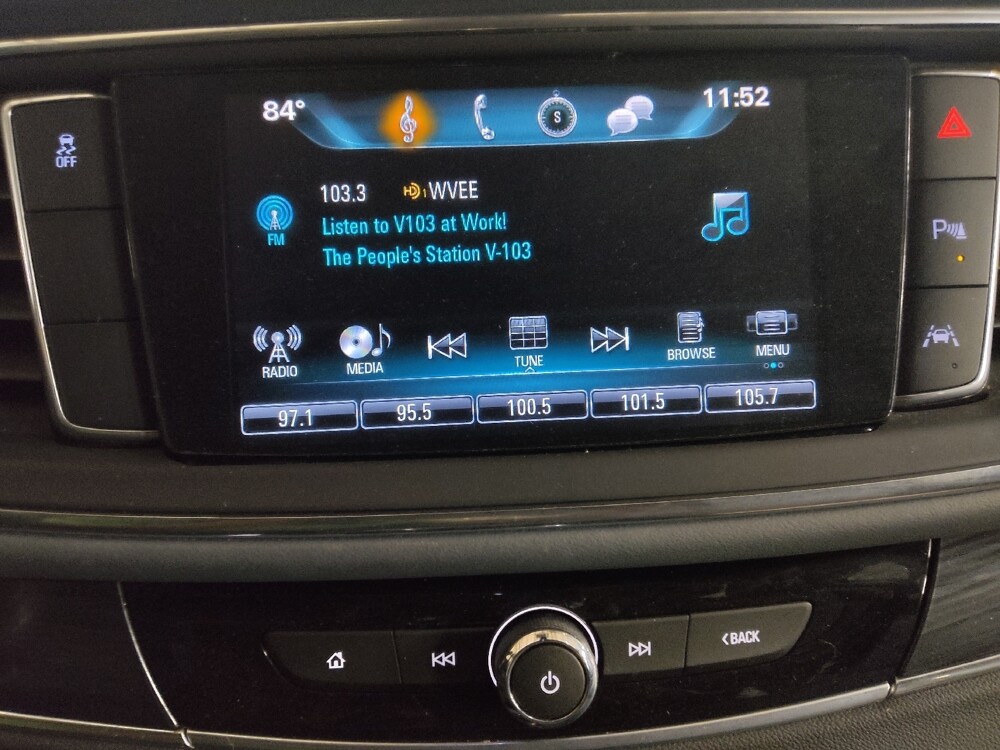 84°
S
11:52
OFF
103.3 HD1 WVEE
Listen to V103 at Work!
The People's Station V-103
FM
P
RADIO
MEDIA
TUNE
BROWSE
MENU
97.1
95.5
100.5
101.5
105.7
<BACK